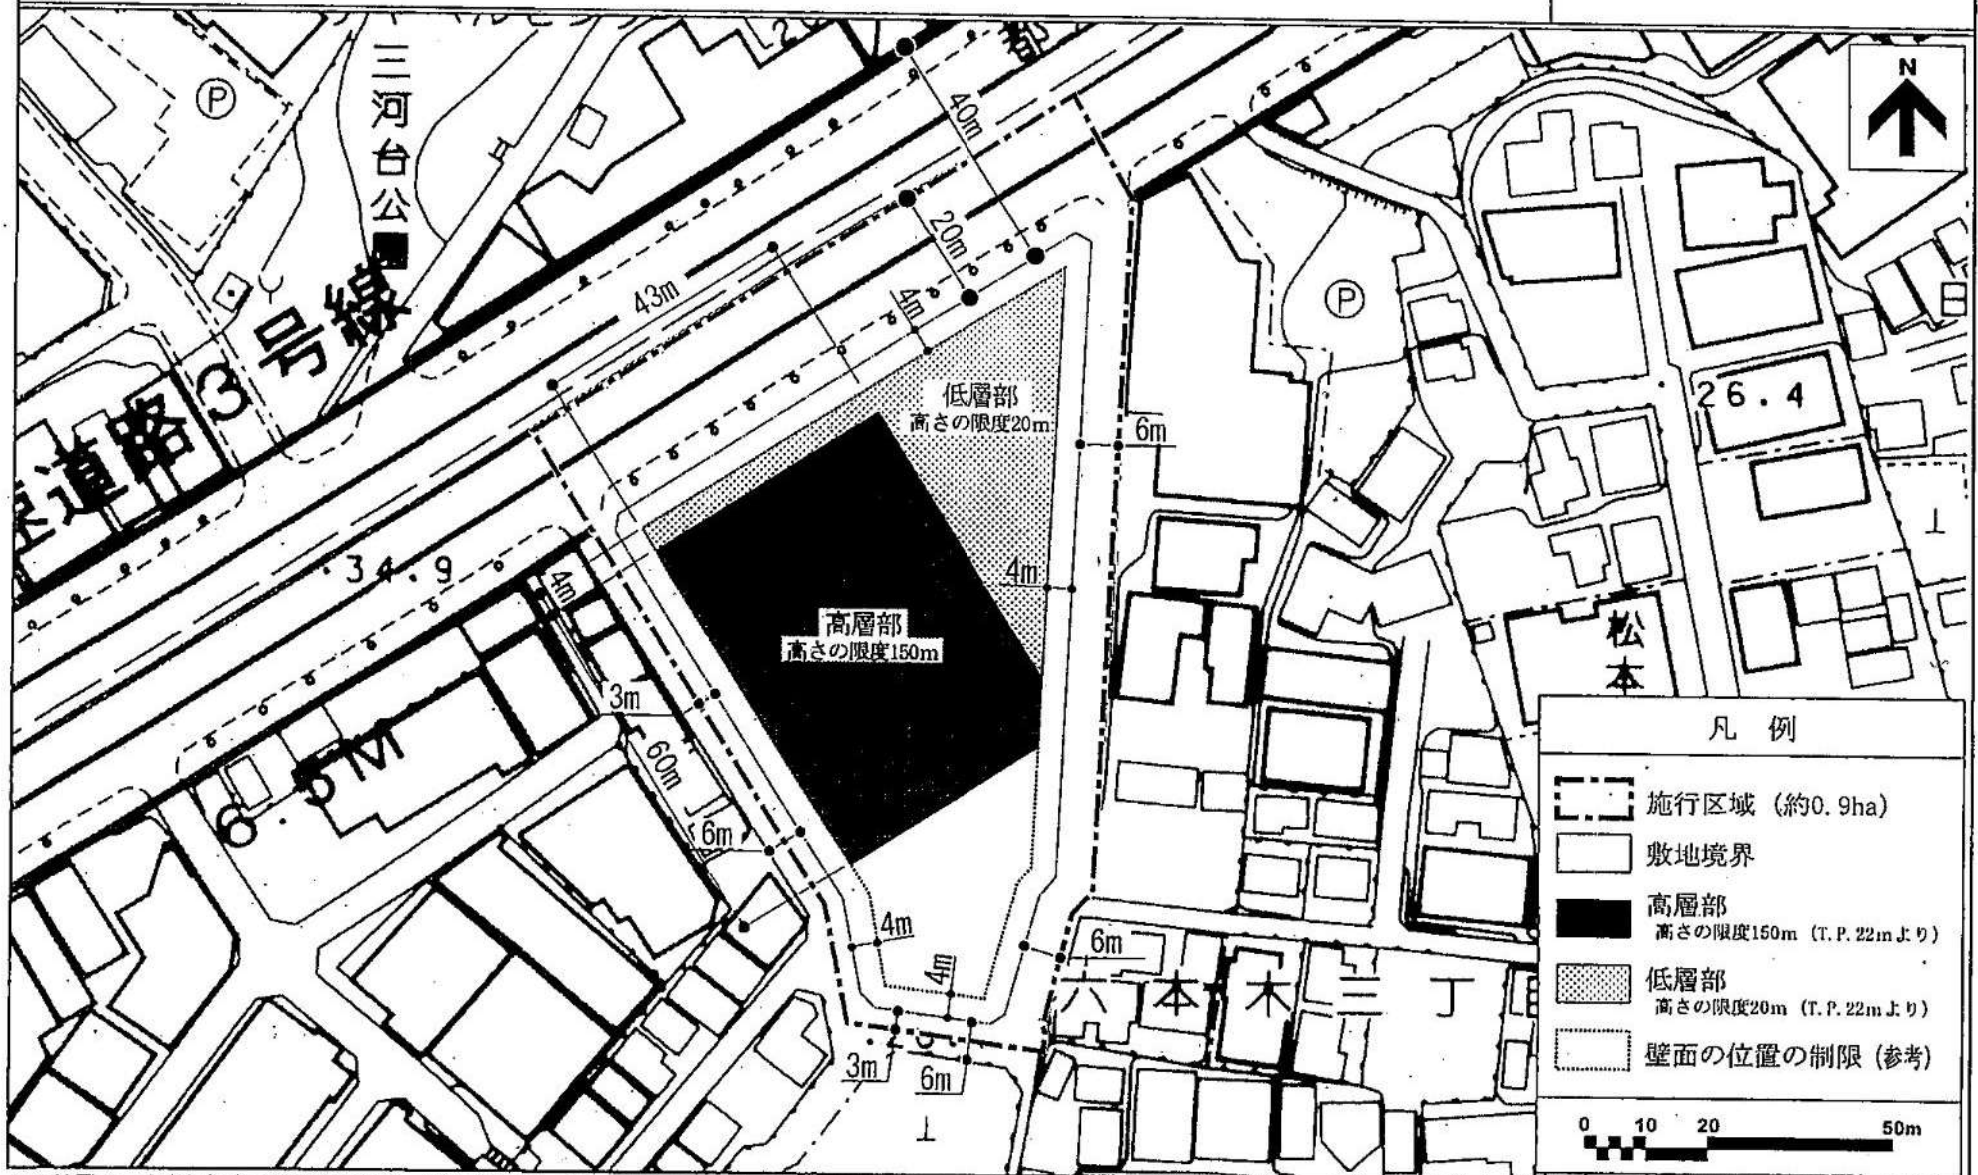 三河台公
N
40m
20m
43m
4m
道路3号線
低層部
高さの限度20m
6m
26.4
34.9
4m
4m
高層部
高さの限度150m
松本
3m
60m
6m
6.5M
4m
4m
6m
六本木三丁
3m
6m
凡 例
施行区域 (約0.9ha)
敷地境界
高層部
高さの限度150m (T.P.22mより)
低層部
高さの限度20m (T.P.22mより)
壁面の位置の制限 (参考)
0 10 20 50m
P
P